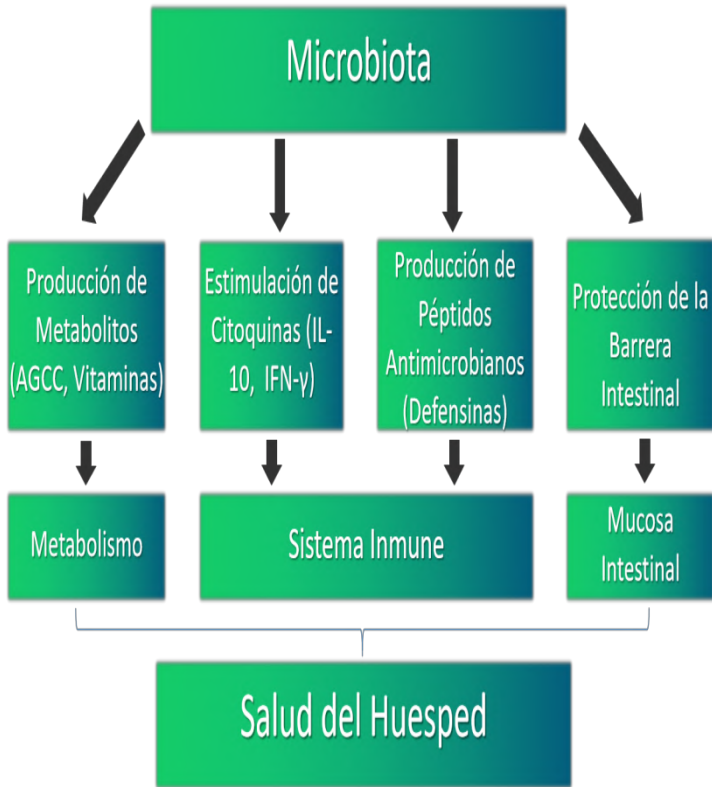 Microbiota
Producción de
Metabolitos
(AGCC, Vitaminas)
Estimulación de
Citoquinas (IL-
10, IFN-γ)
Producción de
Péptidos
Antimicrobianos
(Defensinas)
Protección de la
Barrera
Intestinal
Metabolismo
Sistema Inmune
Mucosa
Intestinal
Salud del Huesped